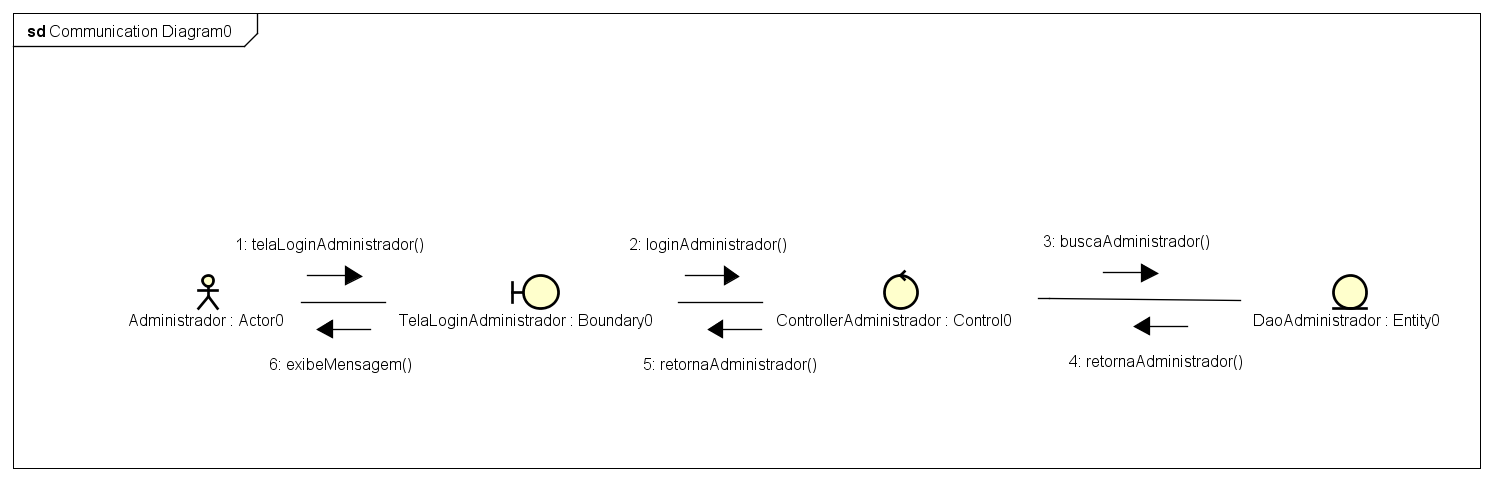 sd Communication Diagram0
1: telaLoginAdministrador()
2: loginAdministrador()
3: buscaAdministrador()
Administrador : Actor0
TelaLoginAdministrador : Boundary0
ControllerAdministrador : Control0
DaoAdministrador : Entity0
6: exibeMensagem()
5: retornaAdministrador()
4: retornaAdministrador()